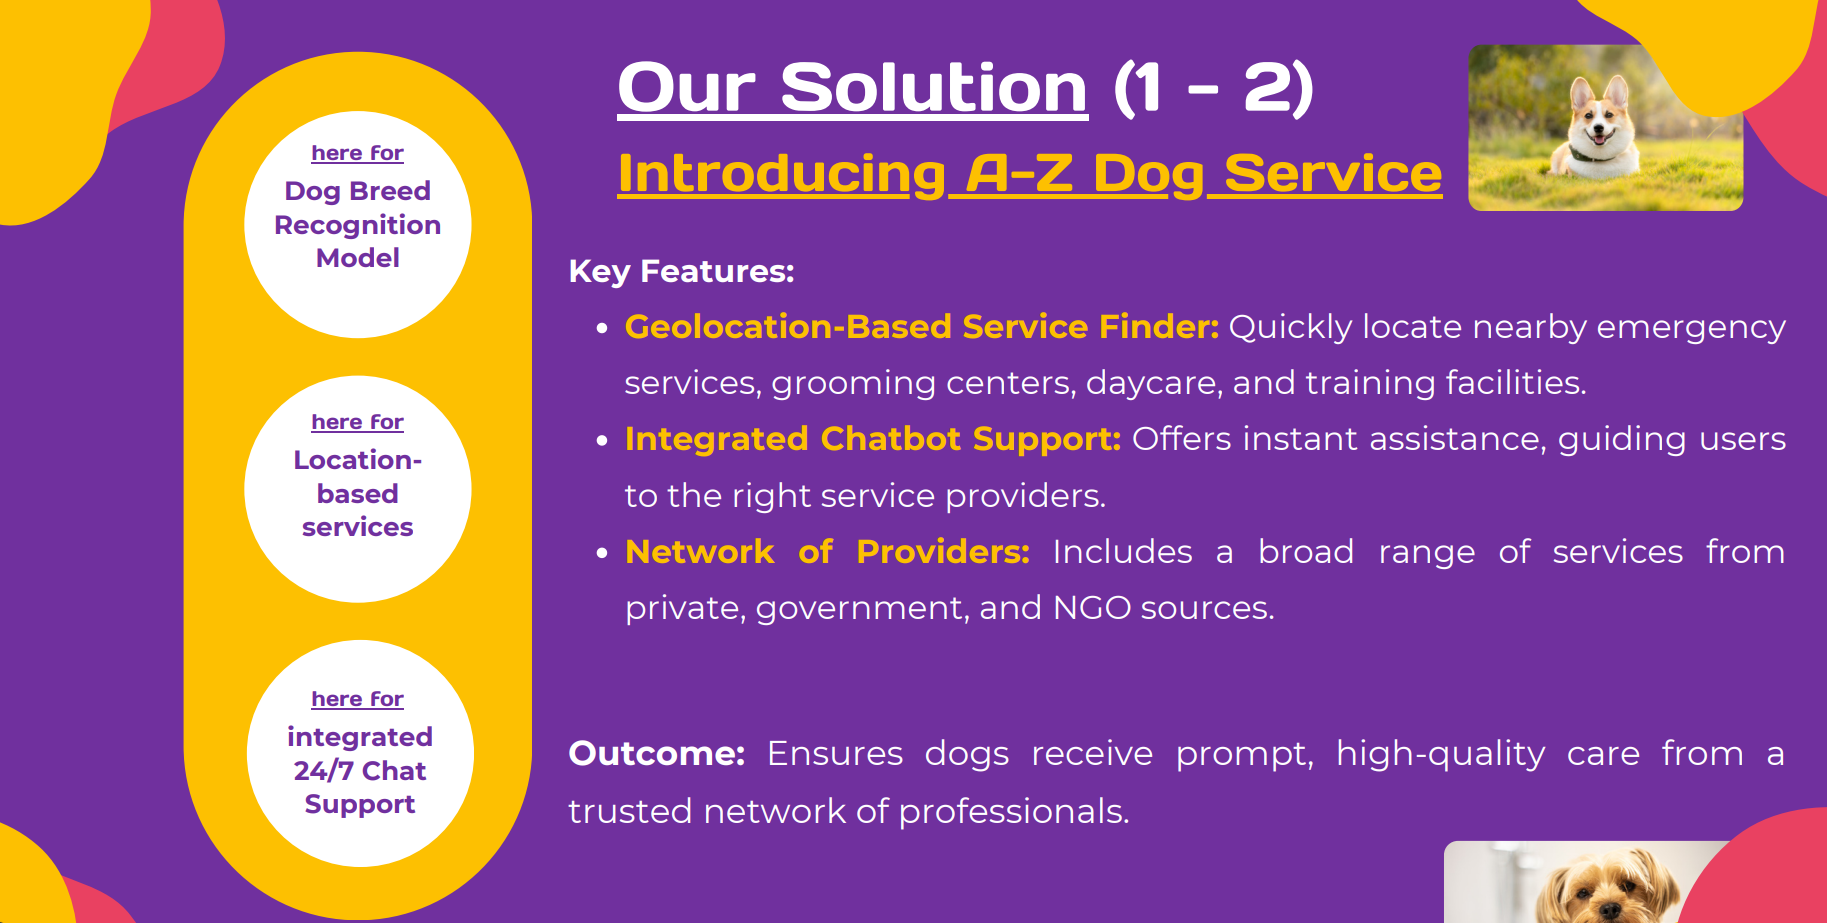 Our Solution (1 - 2)
Introducing A-Z Dog Service
here for
Dog Breed
Recognition
Model
here for
Location-
based
services
here for
integrated
24/7 Chat
Support
Key Features:
• Geolocation-Based Service Finder: Quickly locate nearby emergency
services, grooming centers, daycare, and training facilities.
• Integrated Chatbot Support: Offers instant assistance, guiding users
to the right service providers.
• Network of Providers: Includes a broad range of services from
private, government, and NGO sources.
Outcome: Ensures dogs receive prompt, high-quality care from a
trusted network of professionals.